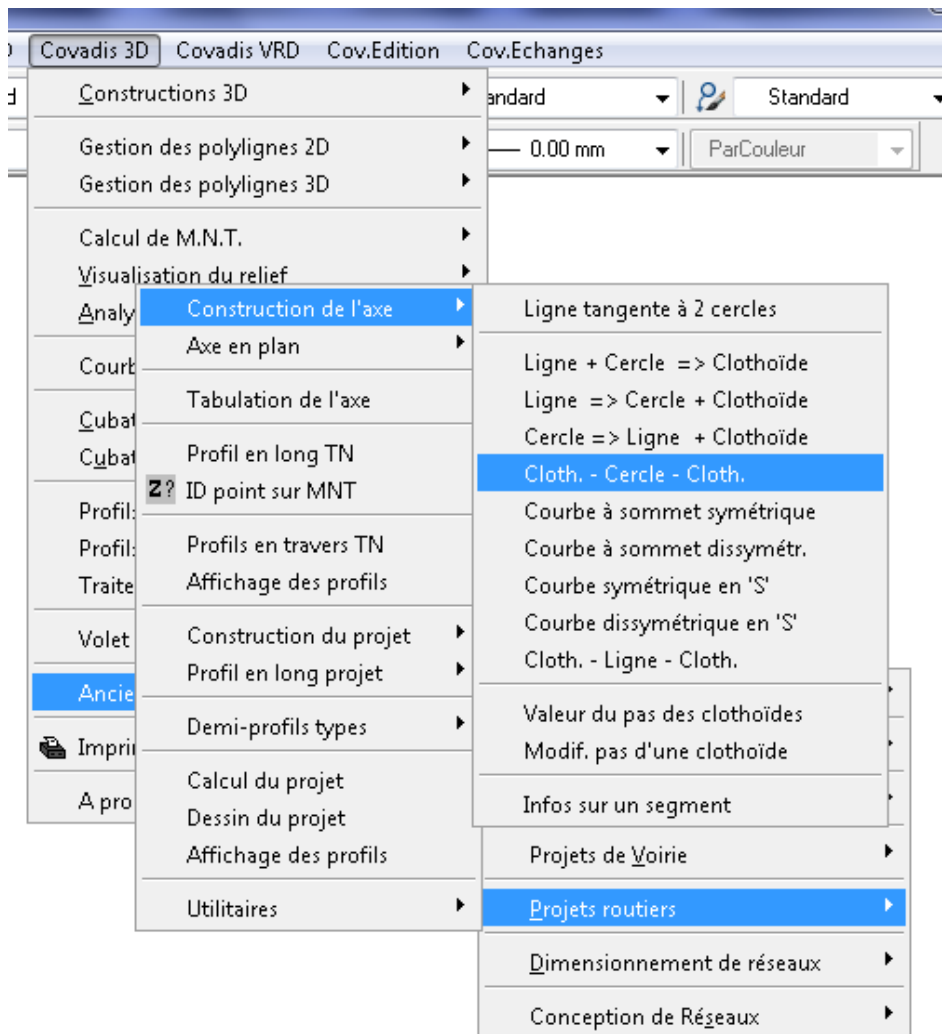 Covadis 3D Covadis VRD Cov.Edition Cov.Echanges
Constructions 3D
Standard
0.00 mm ParCouleur
Gestion des polylignes 2D
Gestion des polylignes 3D
Calcul de M.N.T.
Visualisation du relief
Construction de l'axe
Axe en plan
Tabulation de l'axe
Profil en long TN
Z? ID point sur MNT
Profils en travers TN
Affichage des profils
Construction du projet
Profil en long projet
Demi-profils types
Calcul du projet
Dessin du projet
Affichage des profils
Utilitaires
Volet
A pro
Ligne tangente à 2 cercles
Ligne + Cercle => Clothoïde
Ligne => Cercle + Clothoïde
Cercle => Ligne + Clothoïde
Cloth. - Cercle - Cloth.
Courbe à sommet symétrique
Courbe à sommet dissymétr.
Courbe symétrique en 'S'
Courbe dissymétrique en 'S'
Cloth. - Ligne - Cloth.
Valeur du pas des clothoïdes
Modif. pas d'une clothoïde
Infos sur un segment
Projets de Voirie
Projets routiers
Dimensionnement de réseaux
Conception de Réseaux